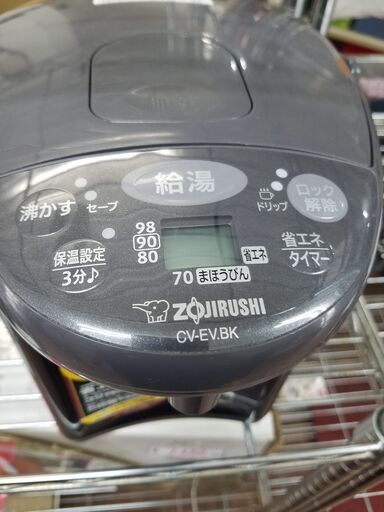 給湯
沸かす
セーブ
ドリップ
ロック
解除
保温設定
3分♪
98
90
80
省エネ
省エネ
タイマー
70 まほうびん
ZOJIRUSHI
CV-EV.BK